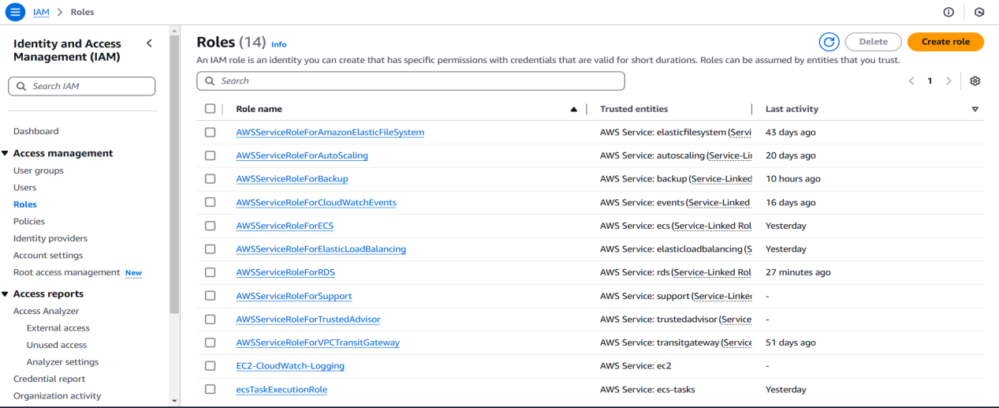 IAM > Roles
Identity and Access Management (IAM)
Search IAM
Dashboard
Access management
User groups
Users
Roles
Policies
Identity providers
Account settings
Root access management New
Access reports
Access Analyzer
External access
Unused access
Analyzer settings
Credential report
Organization activity
Roles (14) Info
Delete
Create role
An IAM role is an identity you can create that has specific permissions with credentials that are valid for short durations. Roles can be assumed by entities that you trust.
Search
1
Role name Trusted entities Last activity
AWSServiceRoleForAmazonElasticFileSystem AWS Service: elasticfilesystem (Servi 43 days ago
AWSServiceRoleForAutoScaling AWS Service: autoscaling (Service-Li 20 days ago
AWSServiceRoleForBackup AWS Service: backup (Service-Linked 10 hours ago
AWSServiceRoleForCloudWatchEvents AWS Service: events (Service-Linked 16 days ago
AWSServiceRoleForECS AWS Service: ecs (Service-Linked Rol Yesterday
AWSServiceRoleForElasticLoadBalancing AWS Service: elasticloadbalancing (S Yesterday
AWSServiceRoleForRDS AWS Service: rds (Service-Linked Rol 27 minutes ago
AWSServiceRoleForSupport AWS Service: support (Service-Linke -
AWSServiceRoleForTrustedAdvisor AWS Service: trustedadvisor (Service -
AWSServiceRoleForVPCTransitGateway AWS Service: transitgateway (Service 51 days ago
EC2-CloudWatch-Logging AWS Service: ec2 -
ecsTaskExecutionRole AWS Service: ecs-tasks Yesterday